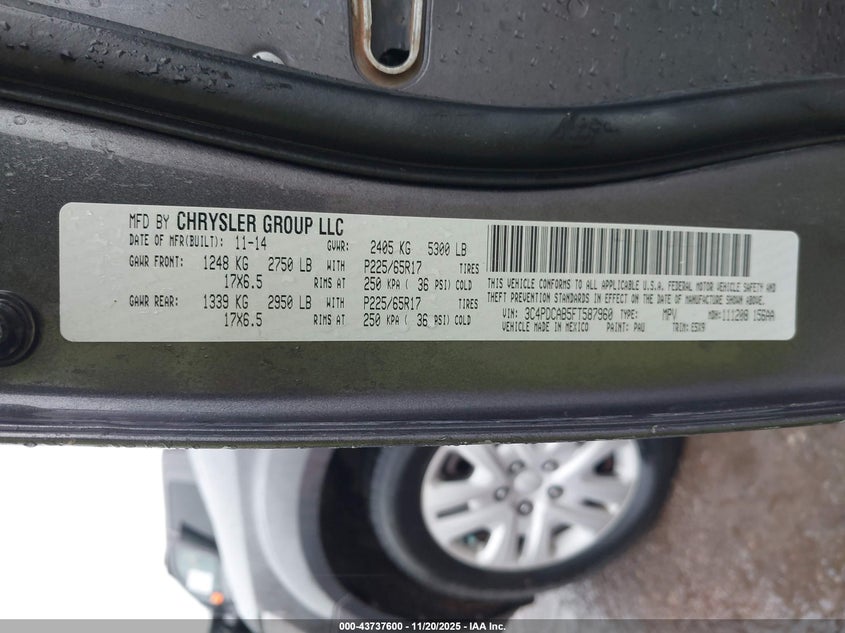 MFD BY CHRYSLER GROUP LLC
DATE OF MFR(BUILT): 11-14 GVWR: 2405 KG 5300 LB
GAWR FRONT: 1248 KG 2750 LB WITH P225/65R17 TIRES
17X6.5 RIMS AT 250 KPA ( 36 PSI) COLD
GAWR REAR: 1339 KG 2950 LB WITH P225/65R17 TIRES
17X6.5 RIMS AT 250 KPA ( 36 PSI) COLD
THIS VEHICLE CONFORMS TO ALL APPLICABLE U.S.A. FEDERAL MOTOR VEHICLE SAFETY AND
THEFT PREVENTION STANDARDS IN EFFECT ON THE DATE OF MANUFACTURE SHOWN ABOVE.
VIN: 3C4PDCAB5FT587960 TYPE: MPV MDH: 111208 156AA
VEHICLE MADE IN MEXICO PAINT: PAU TRIM: E5X9
000-43737600 - 11/20/2025 - IAA Inc.